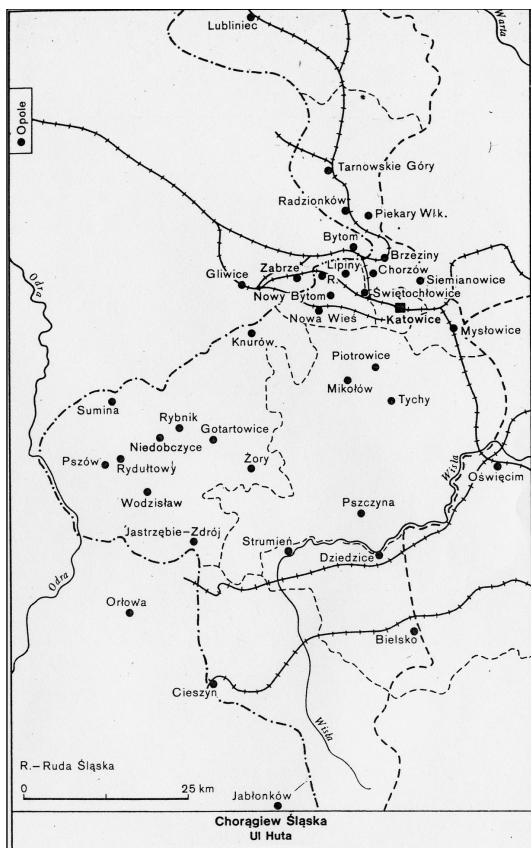 Lubliniec
Warta
Opole
Tarnowskie Góry
Radzionków
Piekary Wlk.
Bytom
Brzeziny
Lipiny
Chorzów
Zabrze
R.
Siemianowice
Gliwice
Świętochłowice
Nowy Bytom
Katowice
Nowa Wieś
Mysłowice
Odra
Knurów
Piotrowice
Mikołów
Tychy
Sumina
Rybnik
Gotartowice
Niedobczyce
Pszów
Rydułtowy
Żory
Wisła
Oświęcim
Wodzisław
Pszczyna
Jastrzębie-Zdrój
Strumień
Dziedzice
Odra
Orłowa
Bielsko
Cieszyn
Wisła
R.-Ruda Śląska
0 25 km
Jabłonków
Chorągiew Śląska
Ul Huta